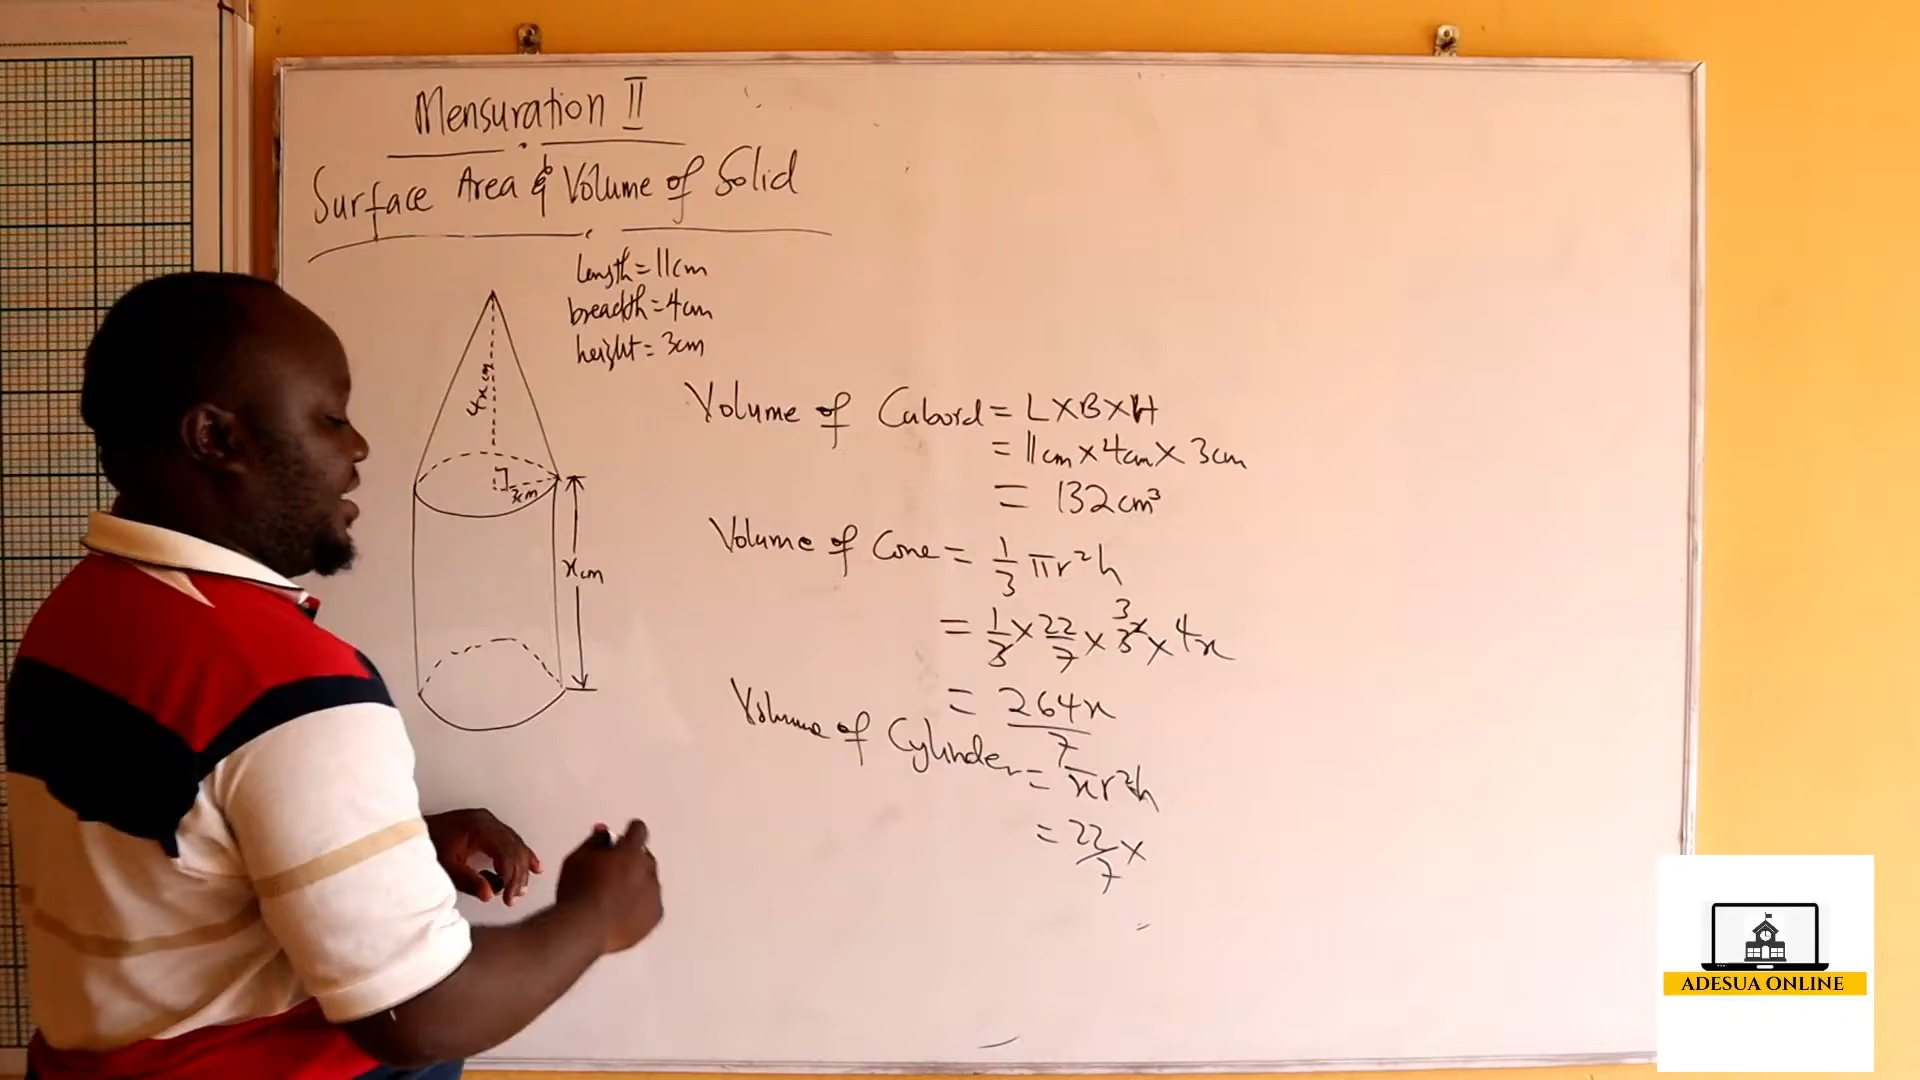 Mensuration II
Surface Area & Volume of Solid
length = 11cm
breadth = 4cm
height = 3cm
4x cm
3cm
x cm
Volume of Cuboid = L X B X H
= 11cm x 4cm x 3cm
= 132cm³
Volume of Cone = 1/3 πr²h
= 1/3 x 22/7 x 3² x 4x
= 264x/7
Volume of Cylinder = πr²h
= 22/7 x
ADESUA ONLINE